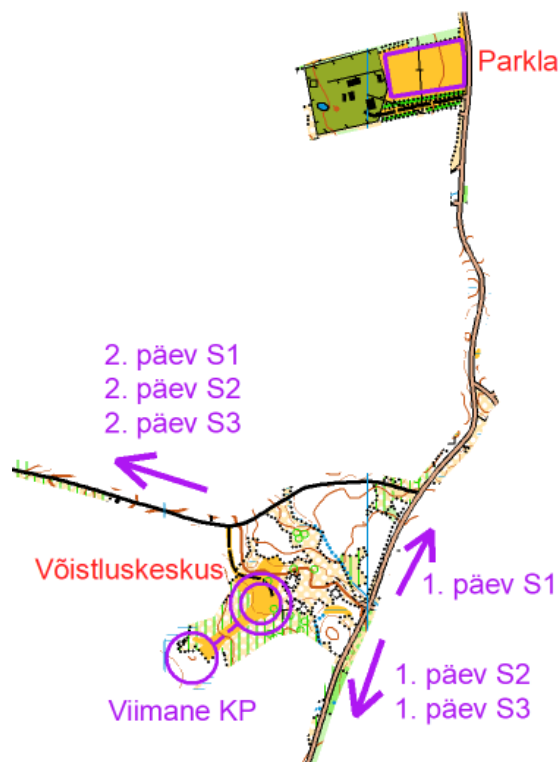 Parkla
2. päev S1
2. päev S2
2. päev S3
Võistluskeskus
1. päev S1
1. päev S2
1. päev S3
Viimane KP